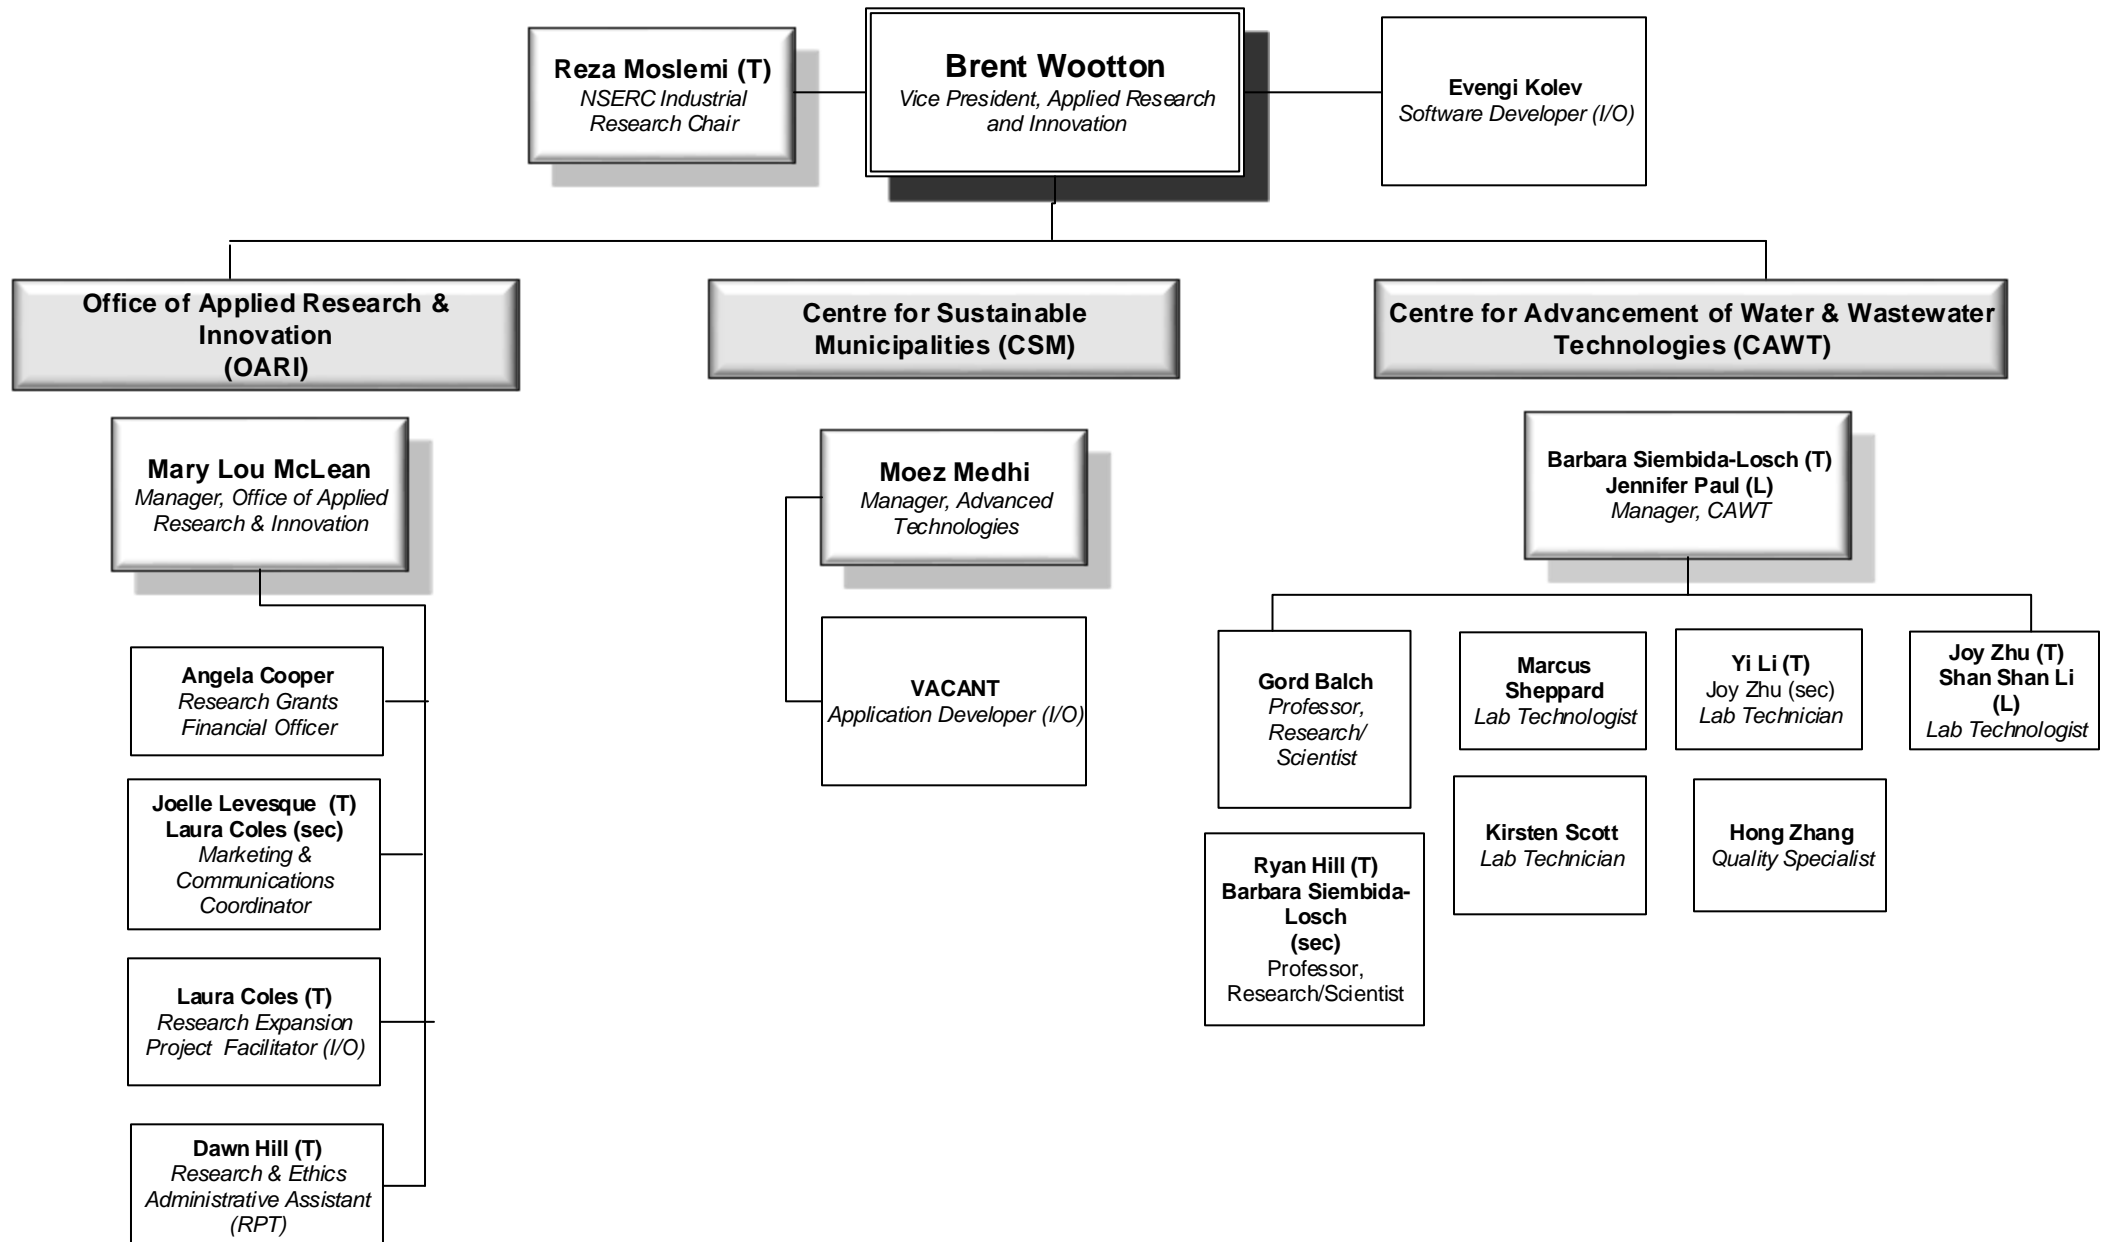 Reza Moslemi (T)
NSERC Industrial
Research Chair
Brent Wootton
Vice President, Applied Research
and Innovation
Evengi Kolev
Software Developer (I/O)
Office of Applied Research &
Innovation
(OARI)
Centre for Sustainable
Municipalities (CSM)
Centre for Advancement of Water & Wastewater
Technologies (CAWT)
Mary Lou McLean
Manager, Office of Applied
Research & Innovation
Moez Medhi
Manager, Advanced
Technologies
Barbara Siembida-Losch (T)
Jennifer Paul (L)
Manager, CAWT
Angela Cooper
Research Grants
Financial Officer
Joelle Levesque  (T)
Laura Coles (sec)
Marketing &
Communications
Coordinator
Laura Coles (T)
Research Expansion
Project  Facilitator (I/O)
Dawn Hill (T)
Research & Ethics
Administrative Assistant
(RPT)
VACANT
Application Developer (I/O)
Gord Balch
Professor,
Research/
Scientist
Marcus
Sheppard
Lab Technologist
Yi Li (T)
Joy Zhu (sec)
Lab Technician
Joy Zhu (T)
Shan Shan Li
(L)
Lab Technologist
Ryan Hill (T)
Barbara Siembida-
Losch
(sec)
Professor,
Research/Scientist
Kirsten Scott
Lab Technician
Hong Zhang
Quality Specialist